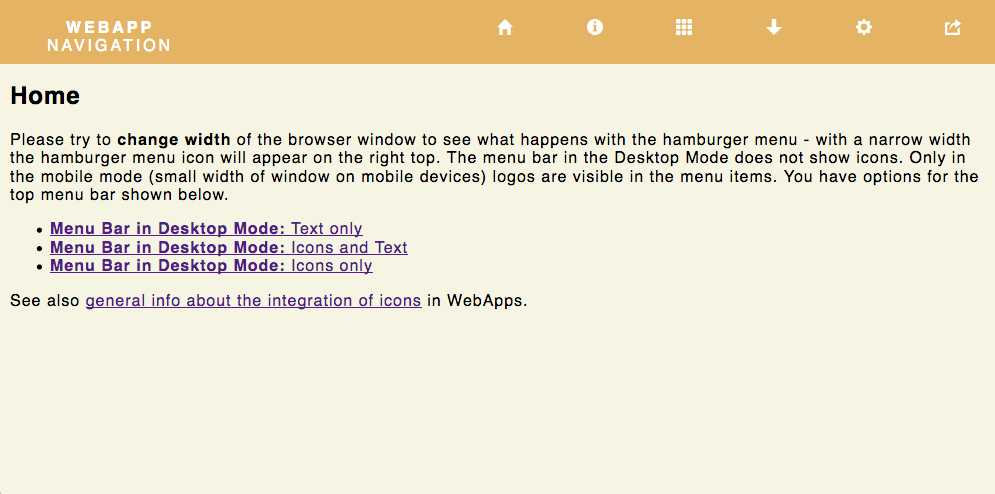 WEBAPP
NAVIGATION
Home
Please try to change width of the browser window to see what happens with the hamburger menu - with a narrow width
the hamburger menu icon will appear on the right top. The menu bar in the Desktop Mode does not show icons. Only in
the mobile mode (small width of window on mobile devices) logos are visible in the menu items. You have options for the
top menu bar shown below.
• Menu Bar in Desktop Mode: Text only
• Menu Bar in Desktop Mode: Icons and Text
• Menu Bar in Desktop Mode: Icons only
See also general info about the integration of icons in WebApps.